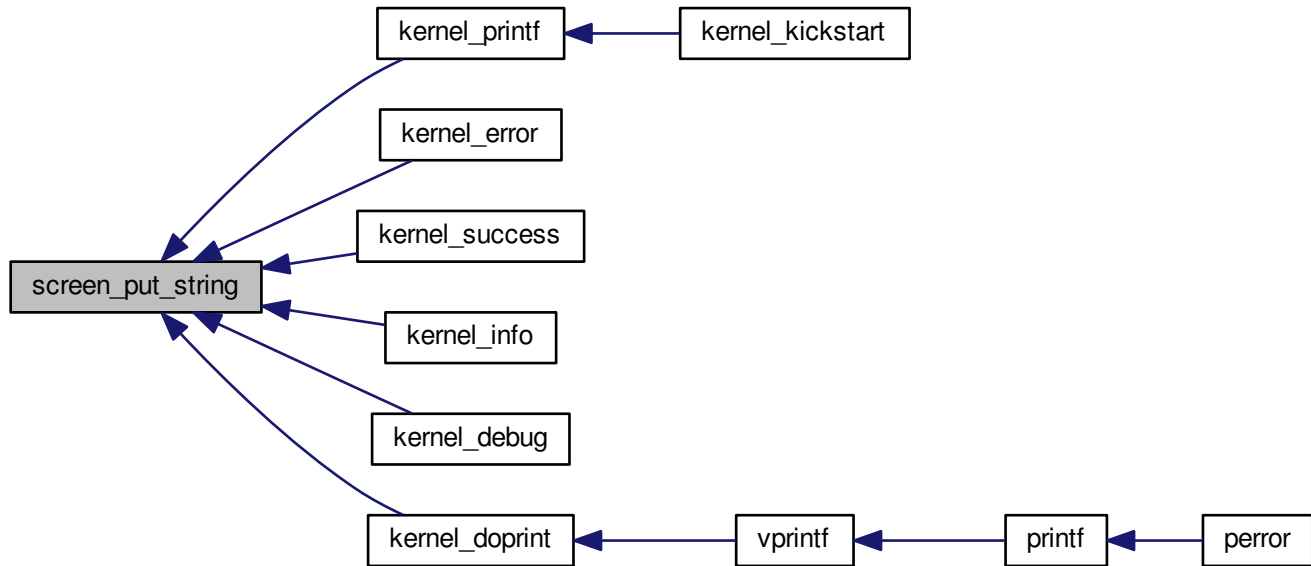 kernel_printf
kernel_kickstart
kernel_error
kernel_success
screen_put_string
kernel_info
kernel_debug
kernel_doprint
vprintf
printf
perror